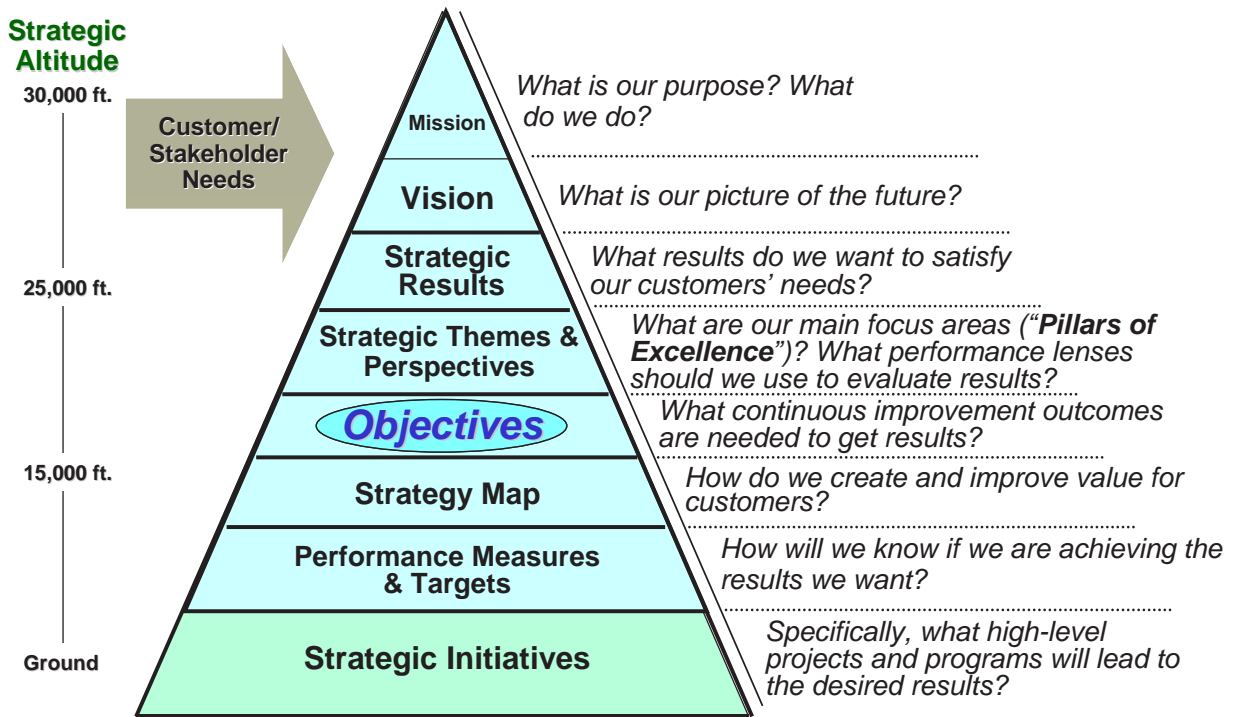 Strategic
Altitude
30,000 ft.
25,000 ft.
15,000 ft.
Ground
Customer/
Stakeholder
Needs
Mission
What is our purpose? What
do we do?
Vision
What is our picture of the future?
Strategic
Results
What results do we want to satisfy
our customers’ needs?
Strategic Themes &
Perspectives
What are our main focus areas (“Pillars of
Excellence”)? What performance lenses
should we use to evaluate results?
Objectives
What continuous improvement outcomes
are needed to get results?
Strategy Map
How do we create and improve value for
customers?
Performance Measures
& Targets
How will we know if we are achieving the
results we want?
Strategic Initiatives
Specifically, what high-level
projects and programs will lead to
the desired results?